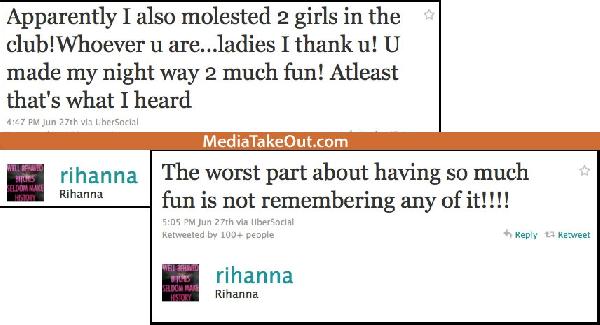 Apparently I also molested 2 girls in the
club!Whoever u are...ladies I thank u! U
made my night way 2 much fun! Atleast
that's what I heard
4:47 PM Jun 27th via UberSocial
MediaTakeOut.com
WELL BEHAVED
BITCHES
SELDOM MAKE
HISTORY
rihanna
Rihanna
The worst part about having so much
fun is not remembering any of it!!!!
5:05 PM Jun 27th via UberSocial
Retweeted by 100+ people
Reply Retweet
WELL BEHAVED
BITCHES
SELDOM MAKE
HISTORY
rihanna
Rihanna